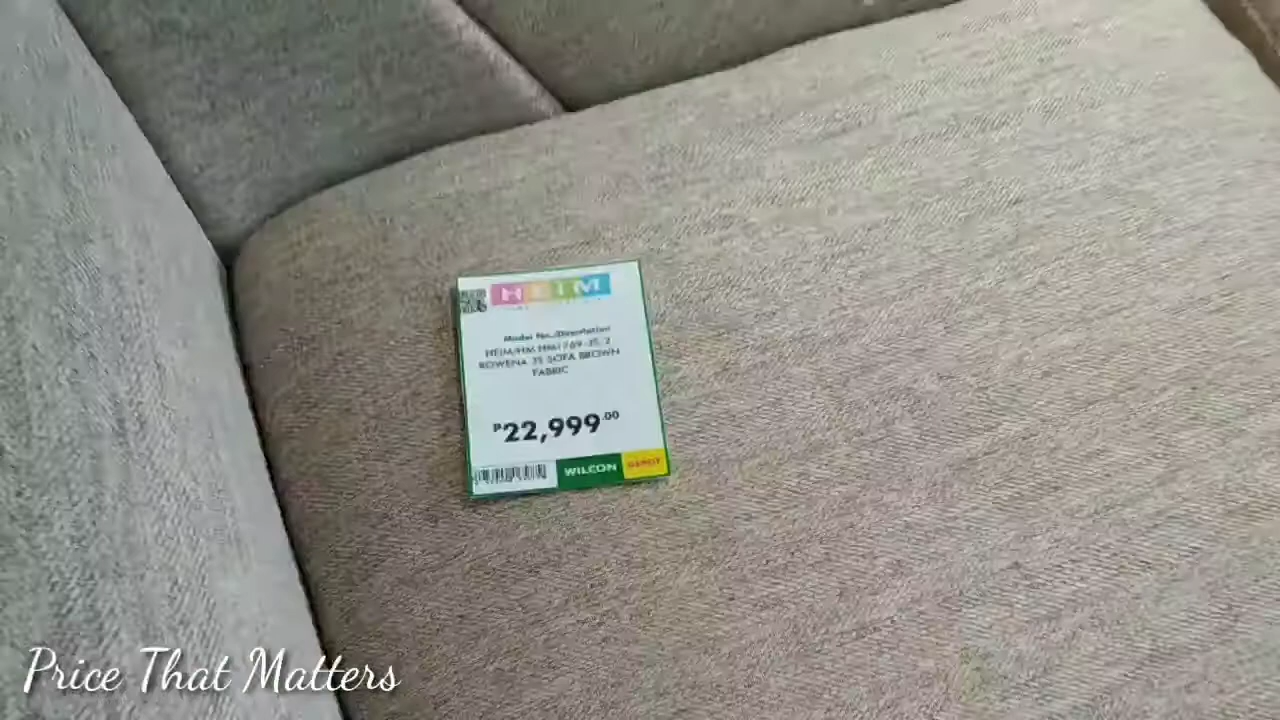 HEIM
Model No./Description
HEIM/HM HMJ 769-3S/2
ROWENA 3S SOFA BROWN
FABRIC
₱22,999.00
WILCON DEPOT
Price That Matters